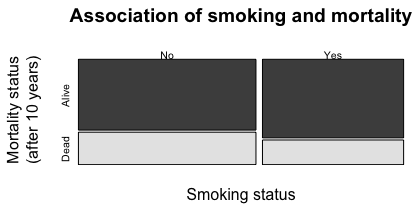 Association of smoking and mortality
No Yes
Mortality status
(after 10 years)
Alive
Dead
Smoking status